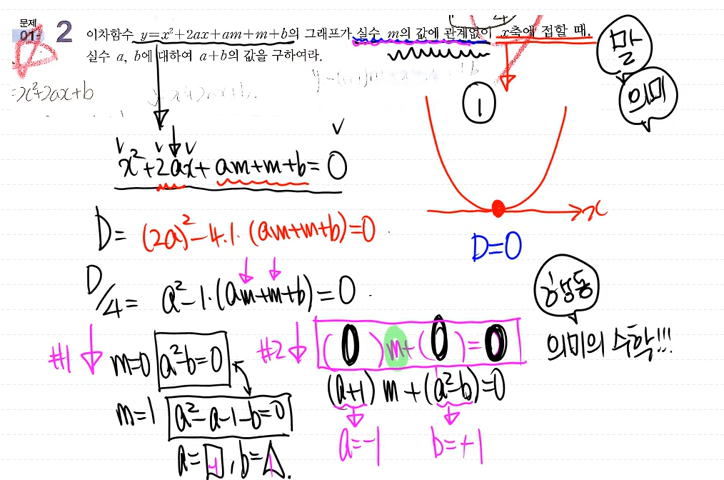 문제 01- 2 이차함수 y=x²+2ax+am+m+b의 그래프가 실수 m의 값에 관계없이 x축에 접할 때,
실수 a, b에 대하여 a+b의 값을 구하여라.
=x²+2ax+b
말
의미
①
x²+2ax+am+m+b=0
x
D=(2a)²-4.1.(am+m+b)=0
D=0
D/4=a²-1.(am+m+b)=0
의미의 수학!!!
#1 m=0 a²b=0
#2 (0)m+(0)=0
m=1 a²-a-1-b=0
(a+1)m+(a²-b)=0
a=-1 b=+1
a=□, b=△.